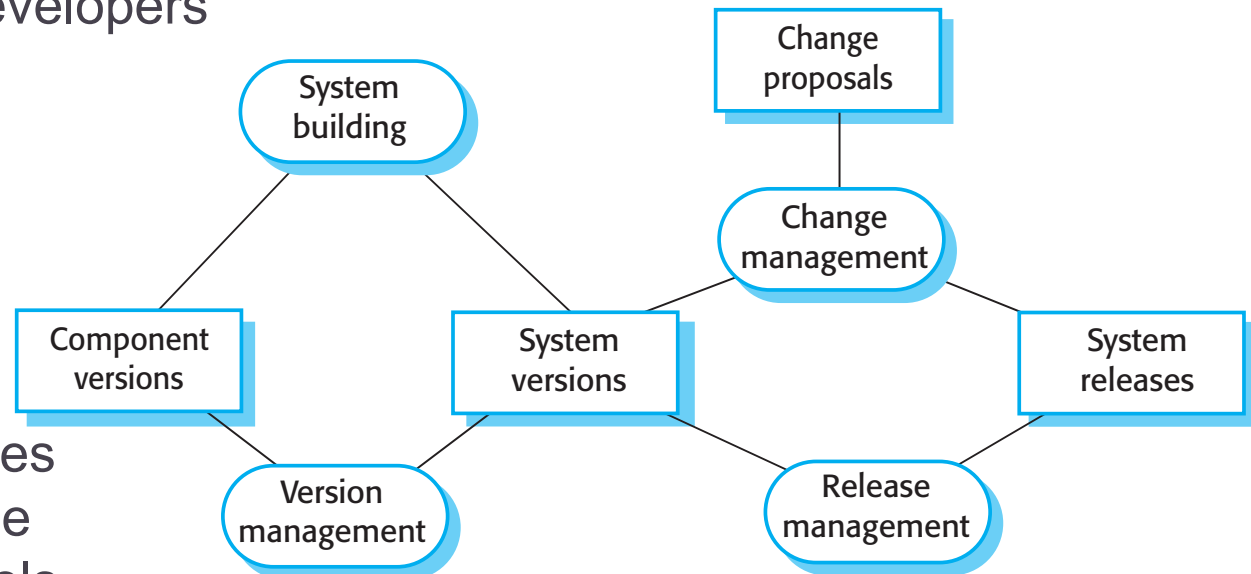 evelopers
Change
proposals
System
building
Change
management
Component
versions
System
versions
System
releases
es
e
Version
management
Release
management